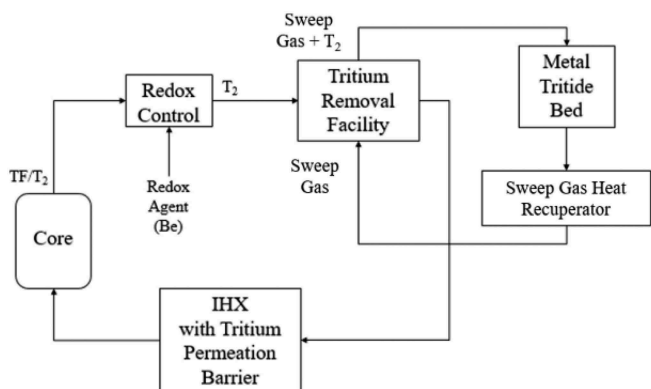 Sweep
Gas + T₂
Redox
Control
T₂
Tritium
Removal
Facility
Metal
Tritide
Bed
TF/T₂
Redox
Agent
(Be)
Sweep
Gas
Sweep Gas Heat
Recuperator
Core
IHX
with Tritium
Permeation
Barrier